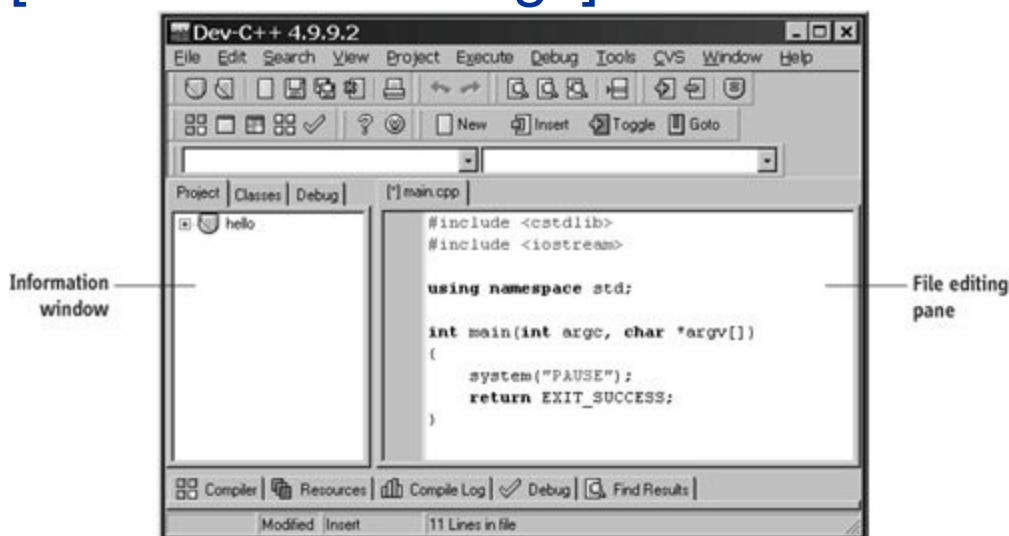 Dev-C++ 4.9.9.2
File Edit Search View Project Execute Debug Tools CVS Window Help
New Insert Toggle Goto
Project Classes Debug
[*] main.cpp
hello
#include <cstdlib>
#include <iostream>
using namespace std;
int main(int argc, char *argv[])
{
system("PAUSE");
return EXIT_SUCCESS;
}
Information
window
File editing
pane
Compiler Resources Compile Log Debug Find Results
Modified Insert 11 Lines in file